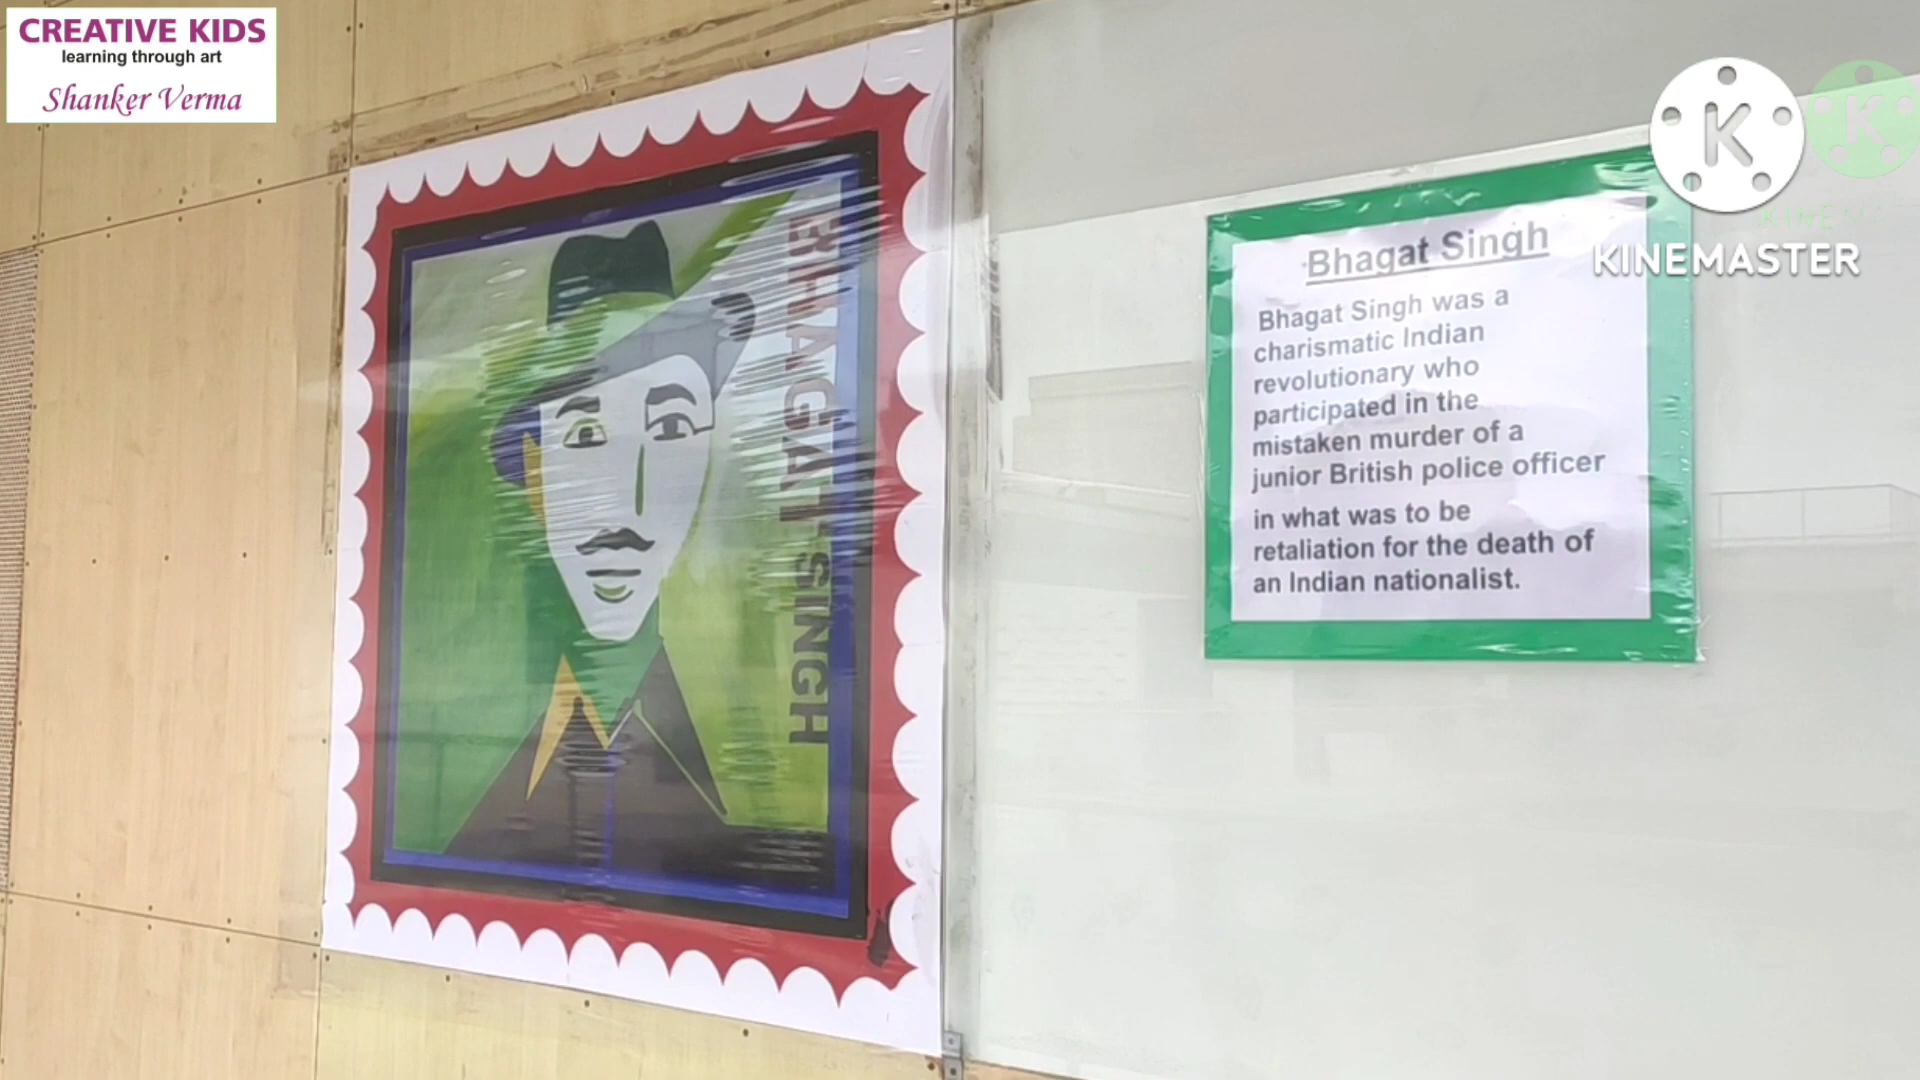 CREATIVE KIDS
learning through art
Shanker Verma
BHAGAT SINGH
K
KINEMASTER
K
KINEMA
Bhagat Singh
Bhagat Singh was a
charismatic Indian
revolutionary who
participated in the
mistaken murder of a
junior British police officer
in what was to be
retaliation for the death of
an Indian nationalist.